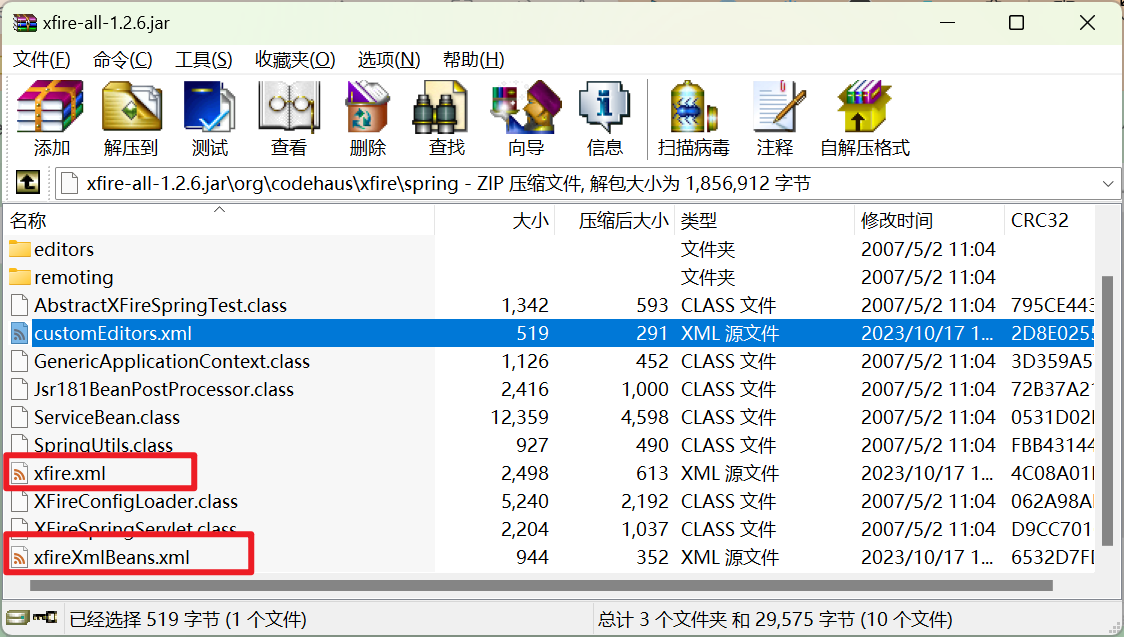 xfire-all-1.2.6.jar
文件(F) 命令(C) 工具(S) 收藏夹(O) 选项(N) 帮助(H)
添加 解压到 测试 查看 删除 查找 向导 信息 扫描病毒 注释 自解压格式
xfire-all-1.2.6.jar\org\codehaus\xfire\spring - ZIP 压缩文件, 解包大小为 1,856,912 字节
名称 大小 压缩后大小 类型 修改时间 CRC32
editors 文件夹 2007/5/2 11:04
remoting 文件夹 2007/5/2 11:04
AbstractXFireSpringTest.class 1,342 593 CLASS 文件 2007/5/2 11:04 795CE443
customEditors.xml 519 291 XML 源文件 2023/10/17 1... 2D8E0255
GenericApplicationContext.class 1,126 452 CLASS 文件 2007/5/2 11:04 3D359A5
Jsr181BeanPostProcessor.class 2,416 1,000 CLASS 文件 2007/5/2 11:04 72B37A21
ServiceBean.class 12,359 4,598 CLASS 文件 2007/5/2 11:04 0531D02
SpringUtils.class 927 490 CLASS 文件 2007/5/2 11:04 FBB43144
xfire.xml 2,498 613 XML 源文件 2023/10/17 1... 4C08A01
XFireConfigLoader.class 5,240 2,192 CLASS 文件 2007/5/2 11:04 062A98A
XFireSpringServlet.class 2,204 1,037 CLASS 文件 2007/5/2 11:04 D9CC701
xfireXmlBeans.xml 944 352 XML 源文件 2023/10/17 1... 6532D7F
已经选择 519 字节 (1 个文件) 总计 3 个文件夹 和 29,575 字节 (10 个文件)